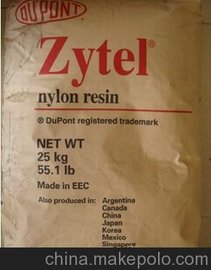 DUPONT
Zytel®
nylon resin
® DuPont registered trademark
NET WT
25 kg
55.1 lb
Made in EEC
Also produced in: Argentina
Canada
China
Japan
Korea
Mexico
Singapore
china.makepolo.com